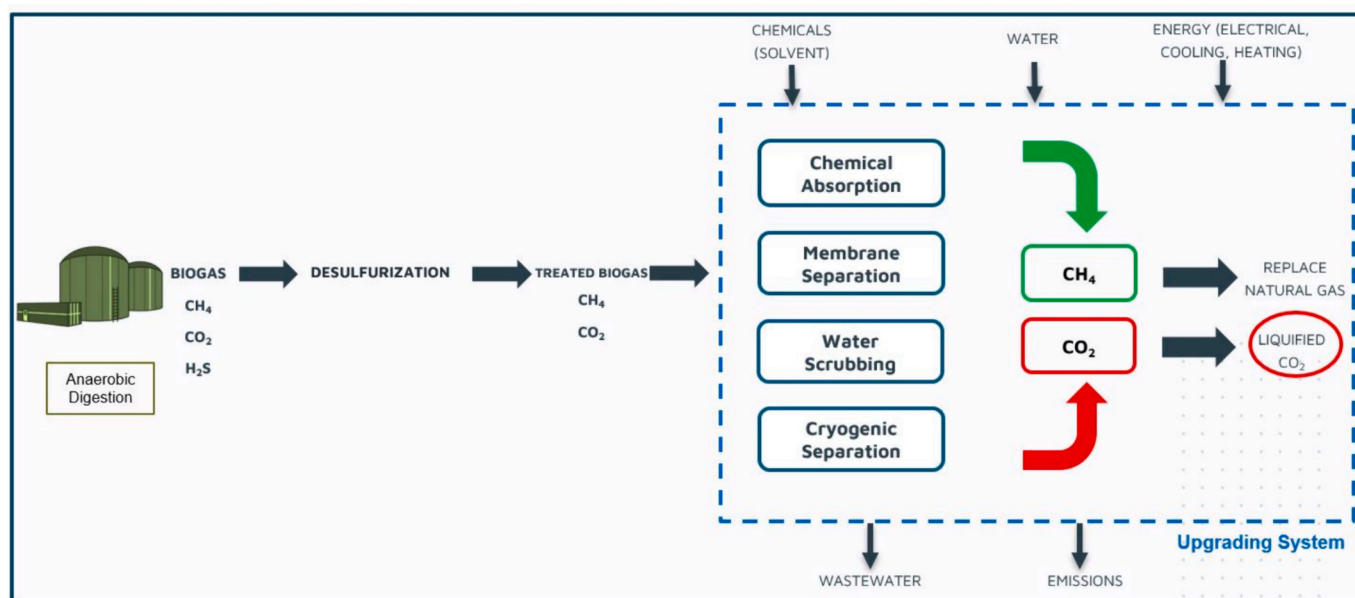 CHEMICALS
(SOLVENT)
WATER
ENERGY (ELECTRICAL,
COOLING, HEATING)
Chemical
Absorption
Membrane
Separation
Water
Scrubbing
Cryogenic
Separation
BIOGAS
CH₄
CO₂
H₂S
Anaerobic
Digestion
DESULFURIZATION
TREATED BIOGAS
CH₄
CO₂
CH₄
CO₂
REPLACE
NATURAL GAS
LIQUIFIED
CO₂
Upgrading System
WASTEWATER
EMISSIONS